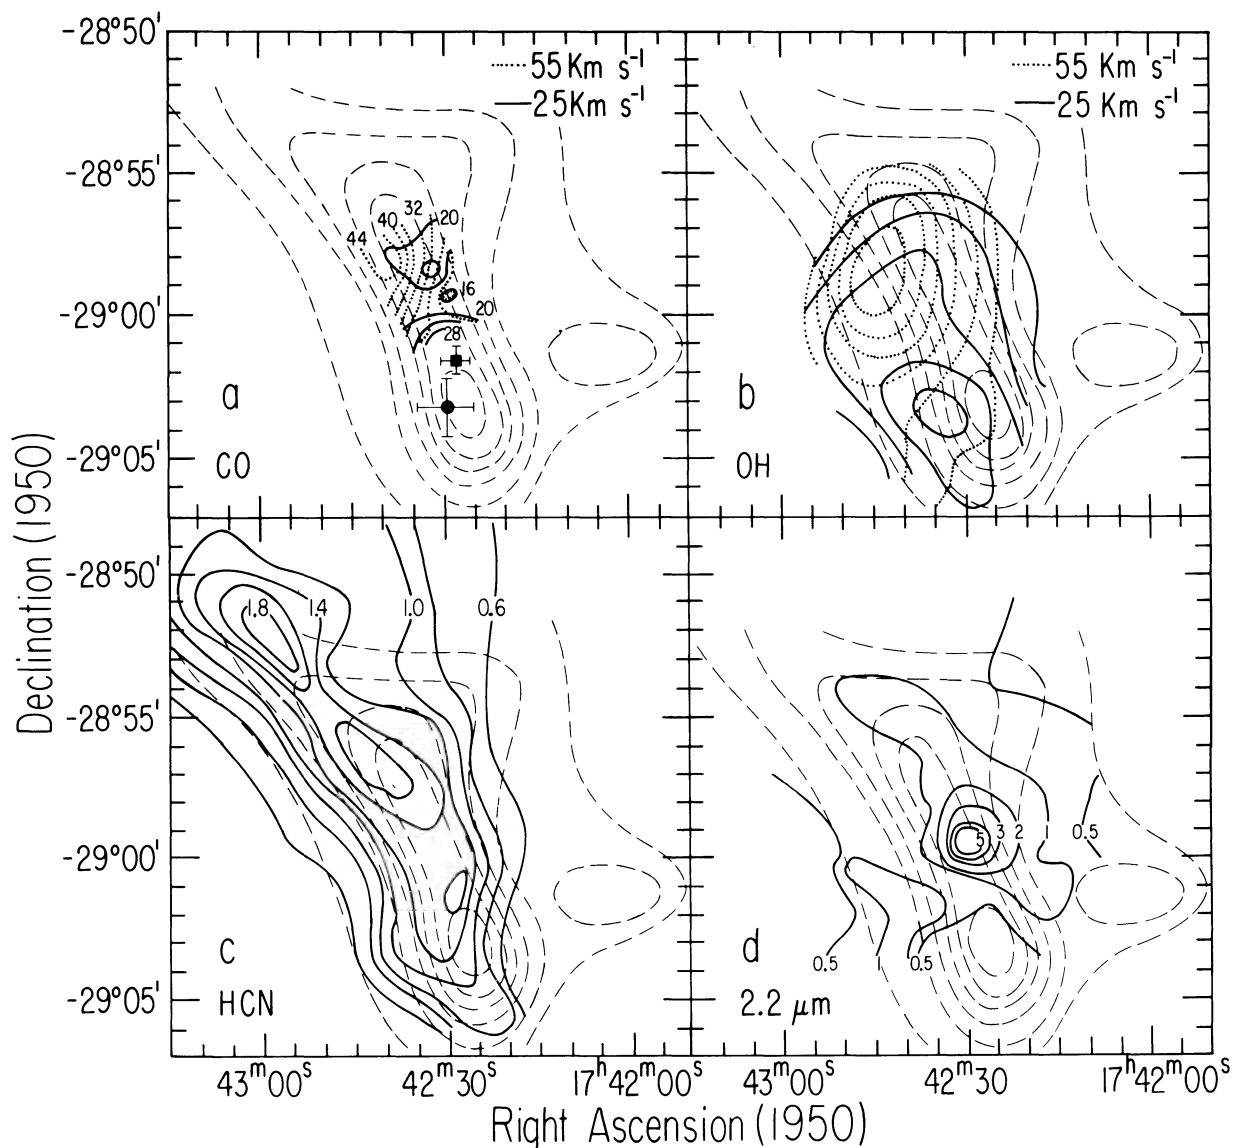 -28°50'
-28°55'
-29°00'
-29°05'
55 Km s⁻¹
25 Km s⁻¹
44
40
32
20
16
20
28
a
CO
55 Km s⁻¹
25 Km s⁻¹
b
OH
-28°50'
-28°55'
-29°00'
-29°05'
1.8
1.4
1.0
0.6
c
HCN
5
3
2
1
0.5
0.5
1
0.5
d
2.2 μm
43ᵐ00ˢ
42ᵐ30ˢ
17ʰ42ᵐ00ˢ
43ᵐ00ˢ
42ᵐ30
17ʰ42ᵐ00ˢ
Declination (1950)
Right Ascension (1950)